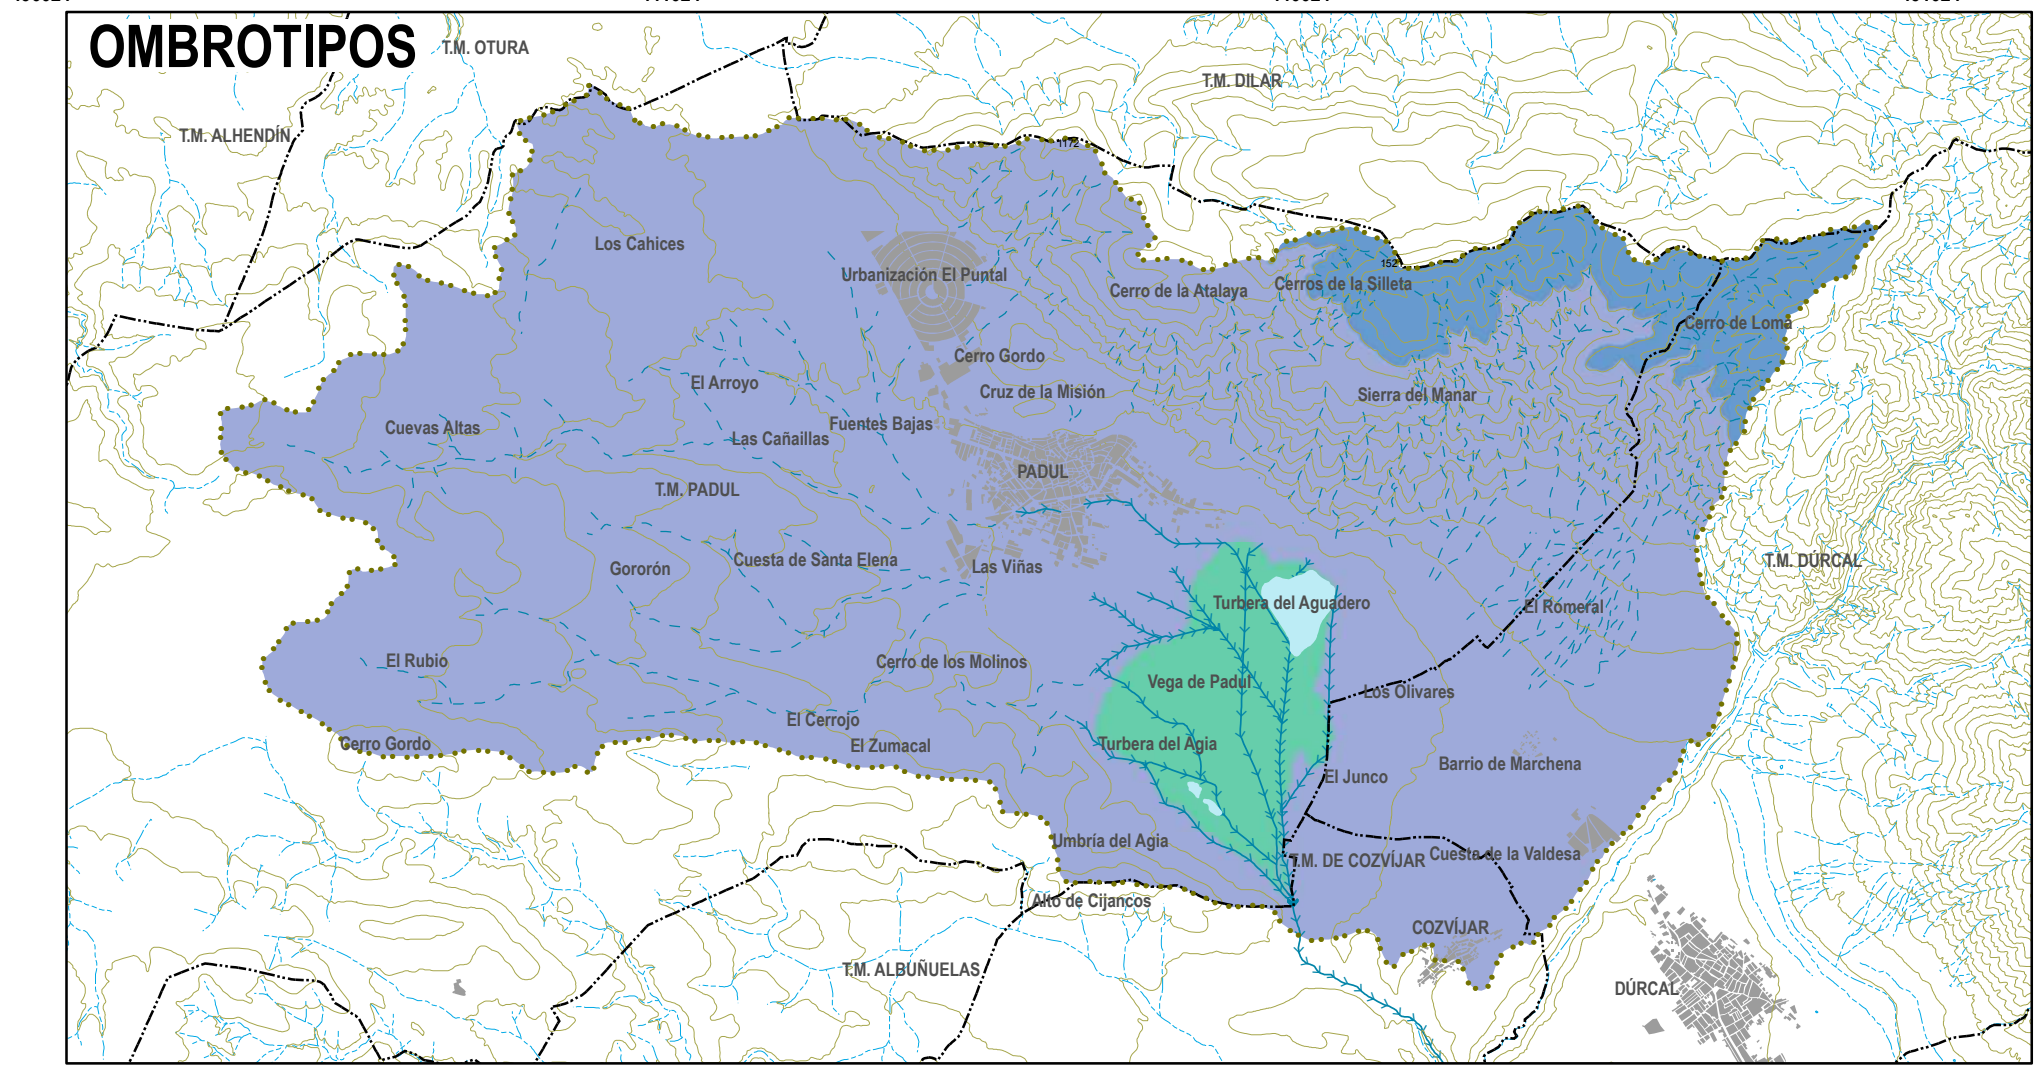 OMBROTIPOS
T.M. OTURA
T.M. DILAR
T.M. ALHENDÍN
1172
Los Cahices
Urbanización El Puntal
152
Cerro de la Atalaya
Cerros de la Silleta
Cerro de Loma
Cerro Gordo
El Arroyo
Cruz de la Misión
Sierra del Manar
Cuevas Altas
Fuentes Bajas
Las Cañaillas
PADUL
T.M. PADUL
Gororón
Cuesta de Santa Elena
Las Viñas
T.M. DÚRCAL
Turbera del Aguadero
El Romeral
El Rubio
Cerro de los Molinos
Vega de Padul
Los Olivares
El Cerrojo
Cerro Gordo
El Zumacal
Turbera del Agia
El Junco
Barrio de Marchena
Umbría del Agia
T.M. DE COZVÍJAR
Cuesta de la Valdesa
Alto de Cijancos
COZVÍJAR
T.M. ALBUÑUELAS
DÚRCAL